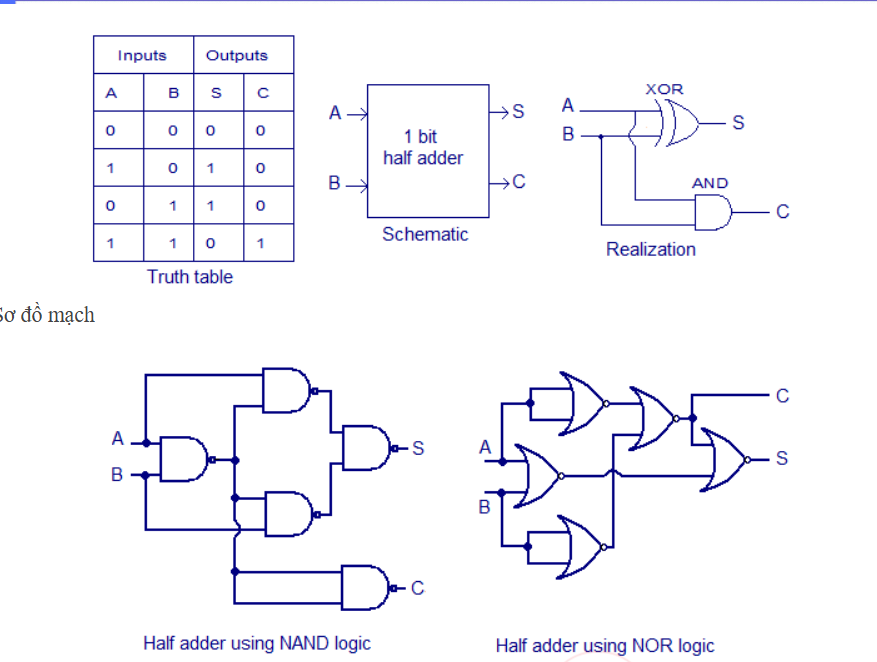 Inputs Outputs
A B S C
0 0 0 0
1 0 1 0
0 1 1 0
1 1 0 1
Truth table
A
B
1 bit
half adder
S
C
Schematic
XOR
A
B
S
AND
C
Realization
Sơ đồ mạch
A
B
S
C
Half adder using NAND logic
A
B
C
S
Half adder using NOR logic